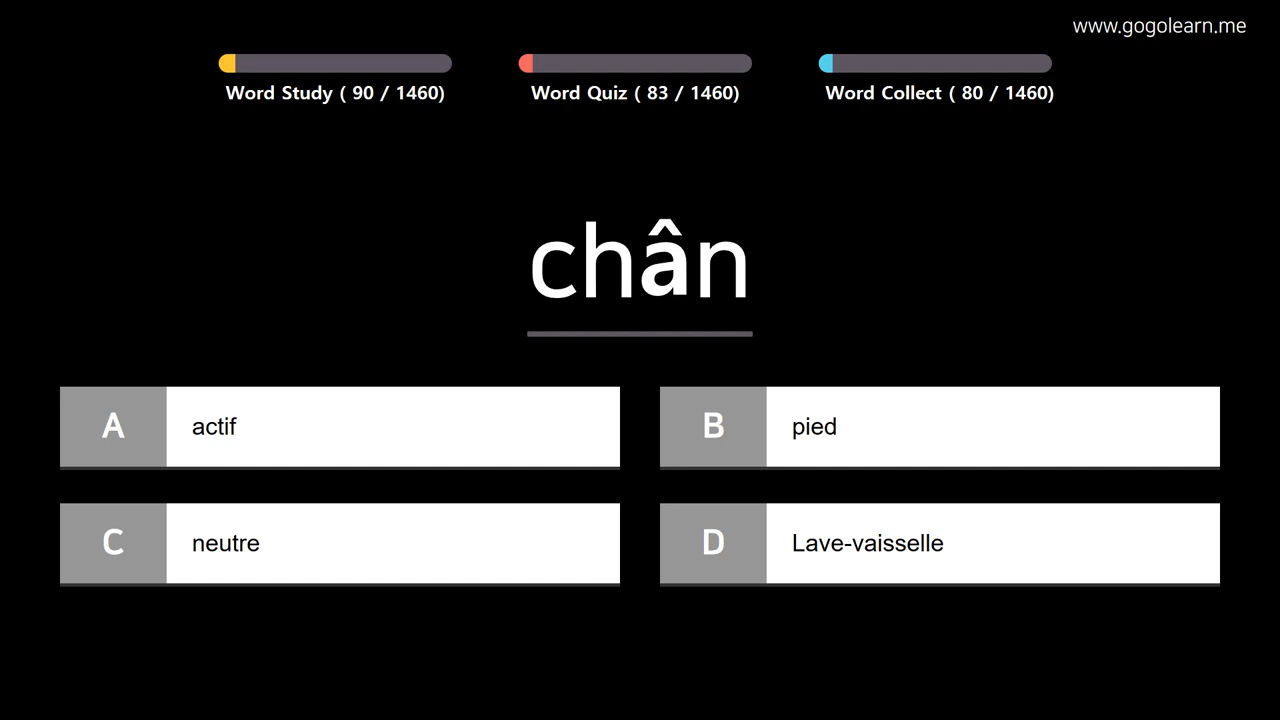 www.gogolearn.me
Word Study ( 90 / 1460)
Word Quiz ( 83 / 1460)
Word Collect ( 80 / 1460)
chân
A actif
B pied
C neutre
D Lave-vaisselle